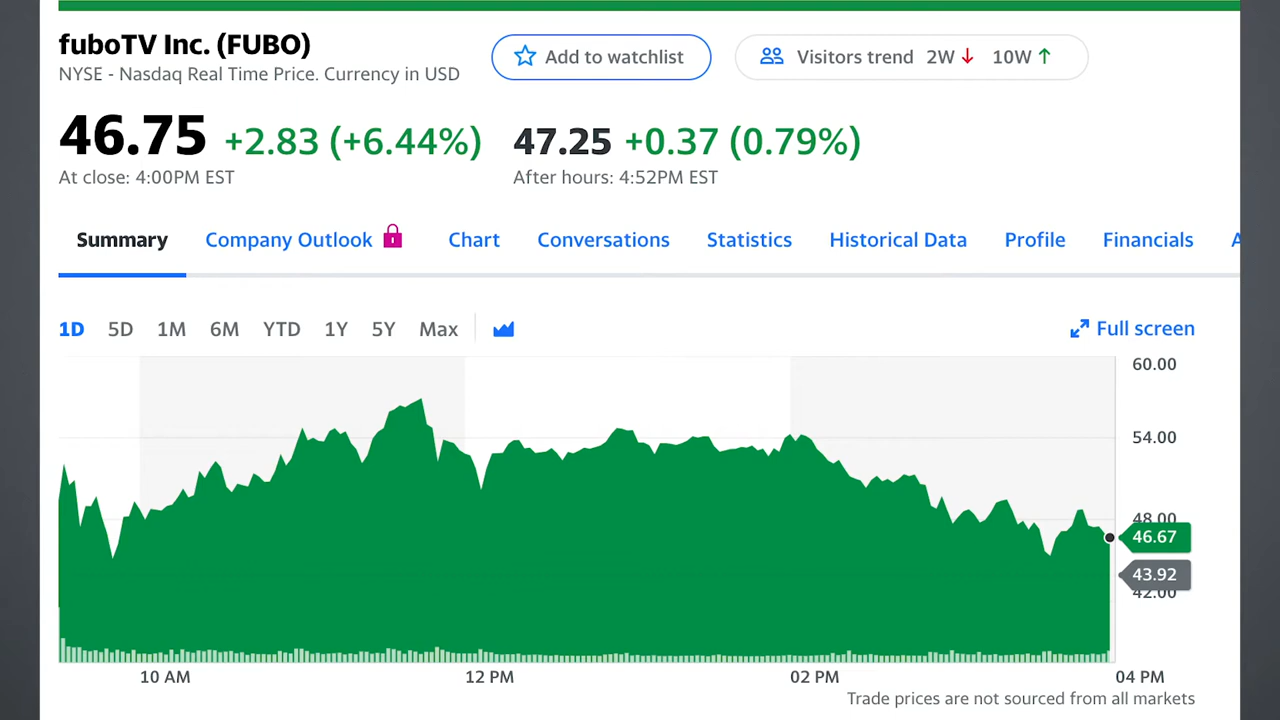 fuboTV Inc. (FUBO)
NYSE - Nasdaq Real Time Price. Currency in USD
Add to watchlist
Visitors trend 2W 10W
46.75 +2.83 (+6.44%)
At close: 4:00PM EST
47.25 +0.37 (0.79%)
After hours: 4:52PM EST
Summary Company Outlook Chart Conversations Statistics Historical Data Profile Financials
1D 5D 1M 6M YTD 1Y 5Y Max
Full screen
60.00
54.00
48.00
46.67
43.92
42.00
10 AM 12 PM 02 PM 04 PM
Trade prices are not sourced from all markets